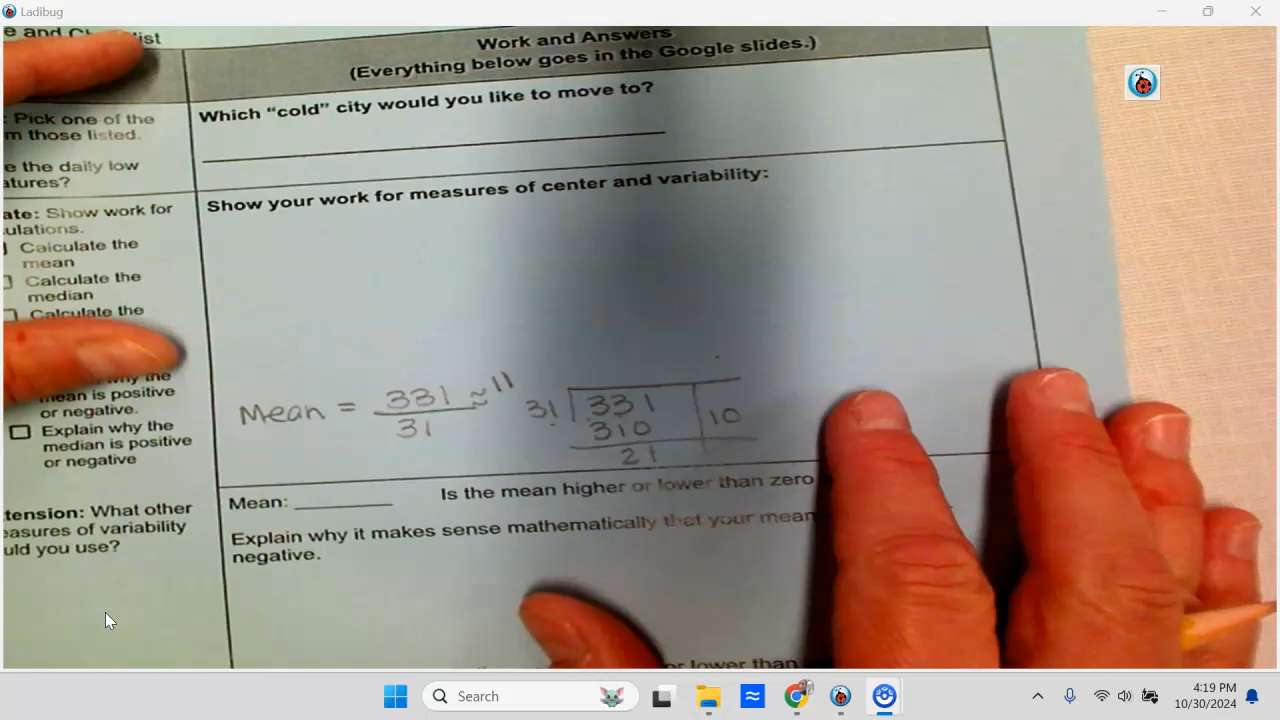 Ladibug
e and Ch list
Work and Answers
(Everything below goes in the Google slides.)
: Pick one of the
m those listed.
e the daily low
atures?
Which "cold" city would you like to move to?
ate: Show work for
ulations.
Calculate the
mean
Calculate the
median
Calculate the
why the
mean is positive
or negative.
Explain why the
median is positive
or negative
Show your work for measures of center and variability:
Mean = 331/31 ≈ 11
31 331 10
310
21
tension: What other
easures of variability
uld you use?
Mean: ________ Is the mean higher or lower than zero
Explain why it makes sense mathematically that your mean
negative.
or lower than
Search
4:19 PM
10/30/2024